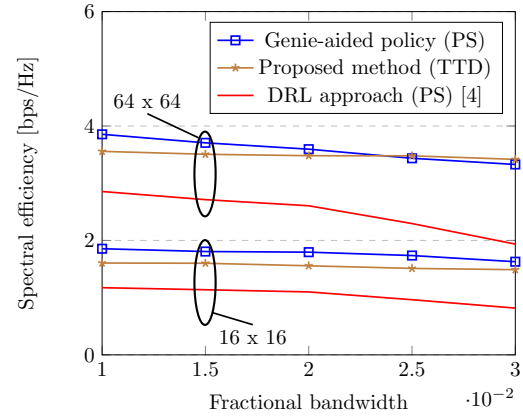 6
4
2
0
Spectral efficiency [bps/Hz]
Genie-aided policy (PS)
Proposed method (TTD)
DRL approach (PS) [4]
64 x 64
16 x 16
1
1.5
2
2.5
3
Fractional bandwidth
·10⁻²